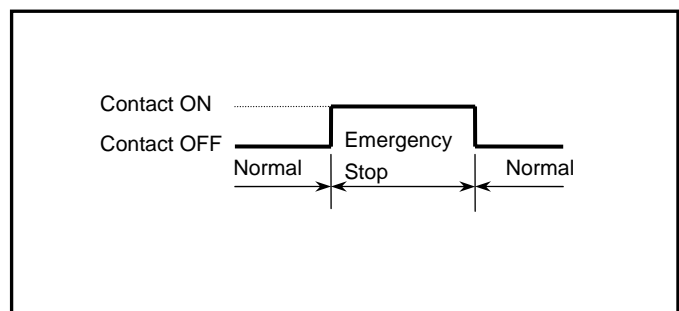 Contact ON
Contact OFF
Emergency
Normal
Stop
Normal